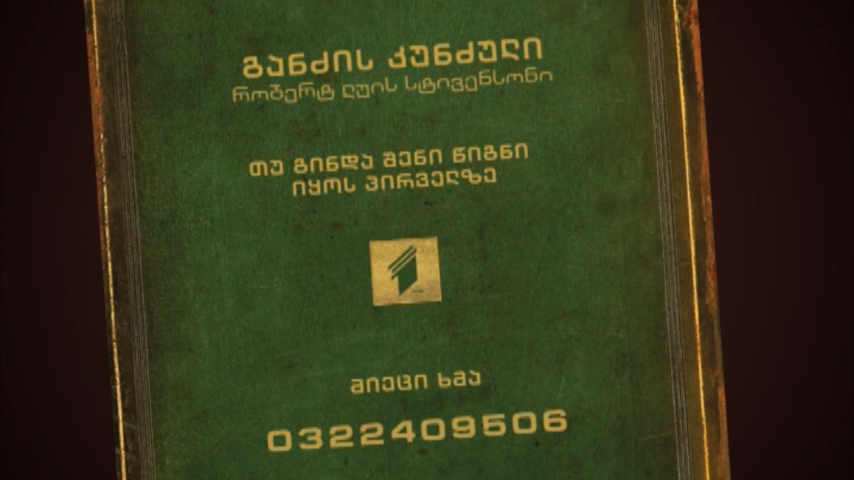 განძის კუნძული
რობერტ ლუის სტივენსონი
თუ გინდა შენი წიგნი
იყოს პირველზე
მიეცი ხმა
0322409506